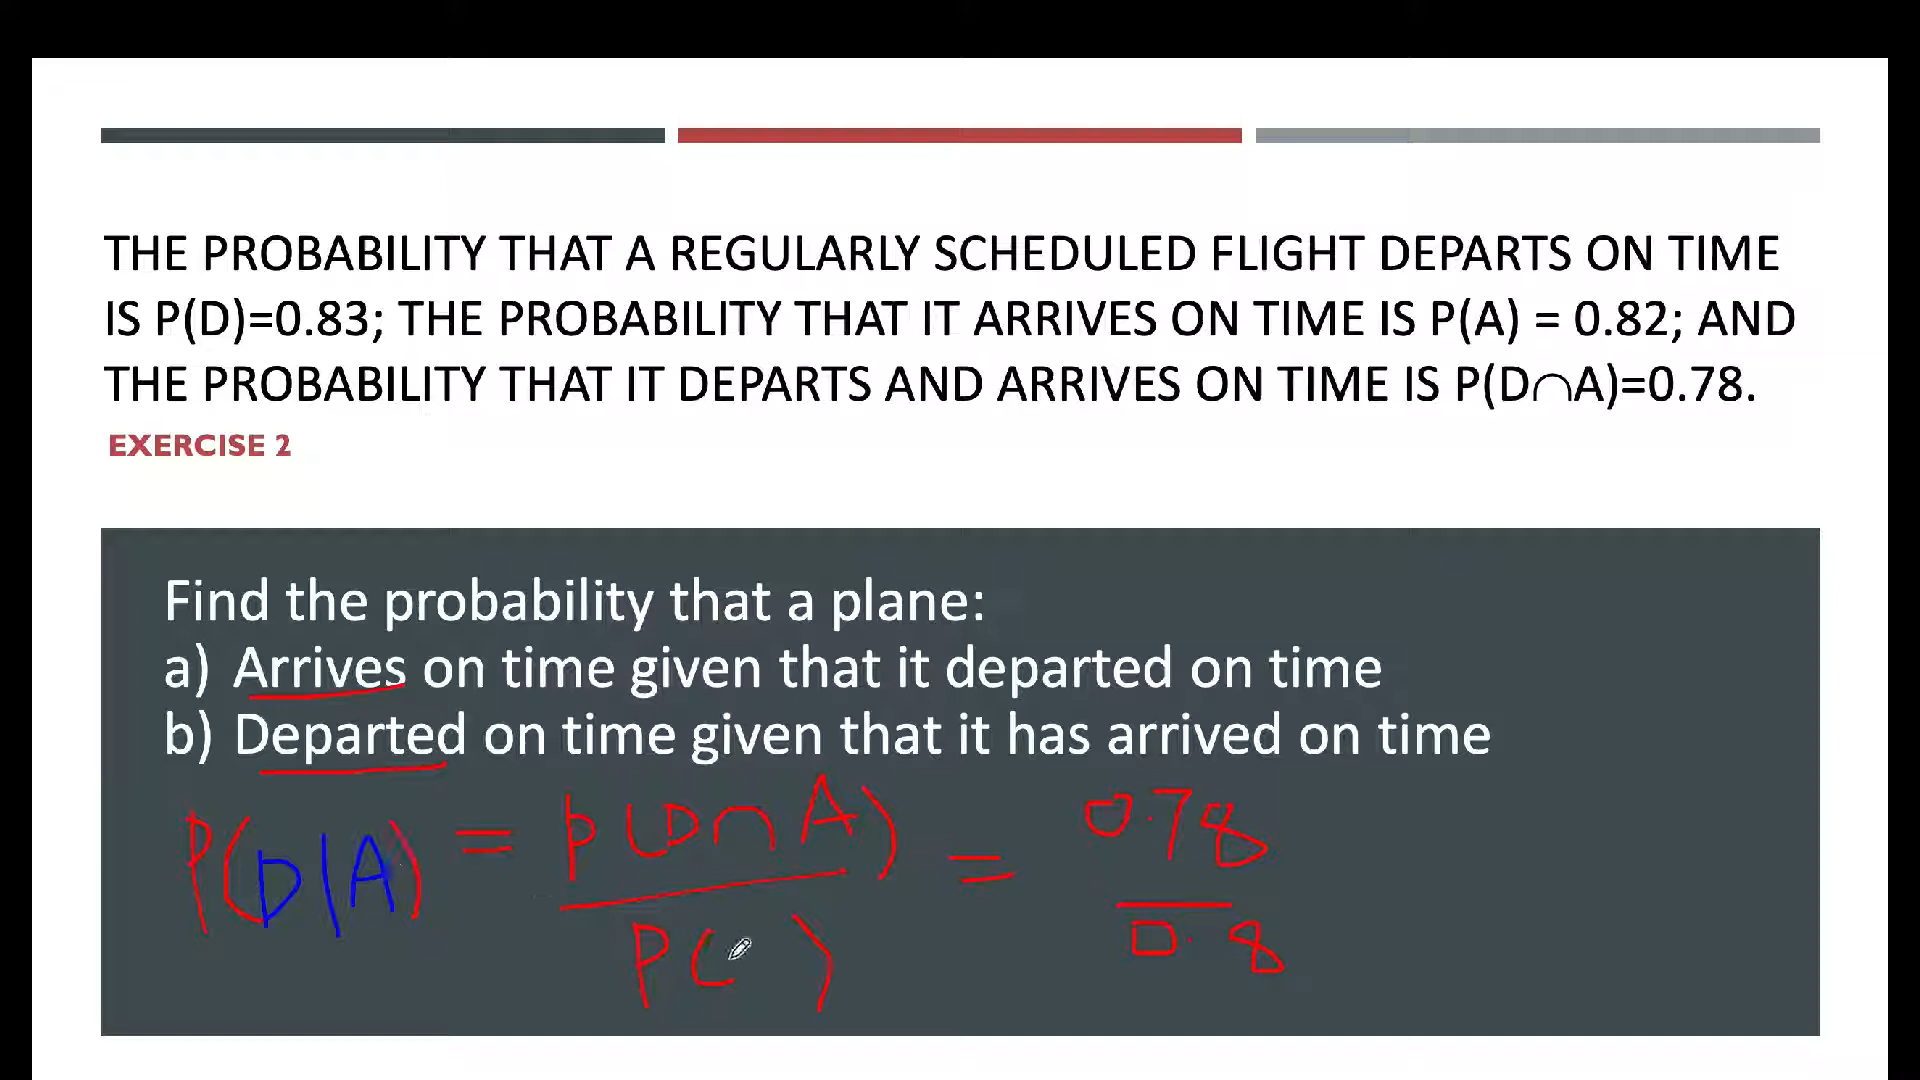 THE PROBABILITY THAT A REGULARLY SCHEDULED FLIGHT DEPARTS ON TIME
IS P(D)=0.83; THE PROBABILITY THAT IT ARRIVES ON TIME IS P(A) = 0.82; AND
THE PROBABILITY THAT IT DEPARTS AND ARRIVES ON TIME IS P(D∩A)=0.78.
EXERCISE 2
Find the probability that a plane:
a) Arrives on time given that it departed on time
b) Departed on time given that it has arrived on time
P(D|A) = P(D∩A) = 0.78
P( ) 0.8